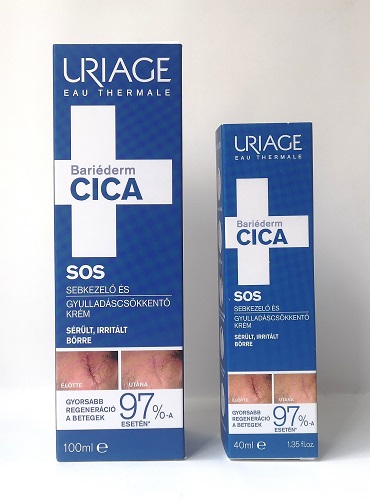 URIAGE
EAU THERMALE
Bariéderm
CICA
SOS
SEBKEZELŐ ÉS
GYULLADÁSCSÖKKENTŐ
KRÉM
SÉRÜLT, IRRITÁLT
BŐRRE
ELŐTTE UTÁNA
GYORSABB
REGENERÁCIÓ
A BETEGEK
97%-A
ESETÉN*
100ml e
URIAGE
EAU THERMALE
Bariéderm
CICA
SOS
SEBKEZELŐ ÉS
GYULLADÁSCSÖKKENTŐ
KRÉM
SÉRÜLT, IRRITÁLT
BŐRRE
ELŐTTE UTÁNA
GYORSABB
REGENERÁCIÓ
A BETEGEK
97%-A
ESETÉN*
40ml e 1.35 fl.oz.